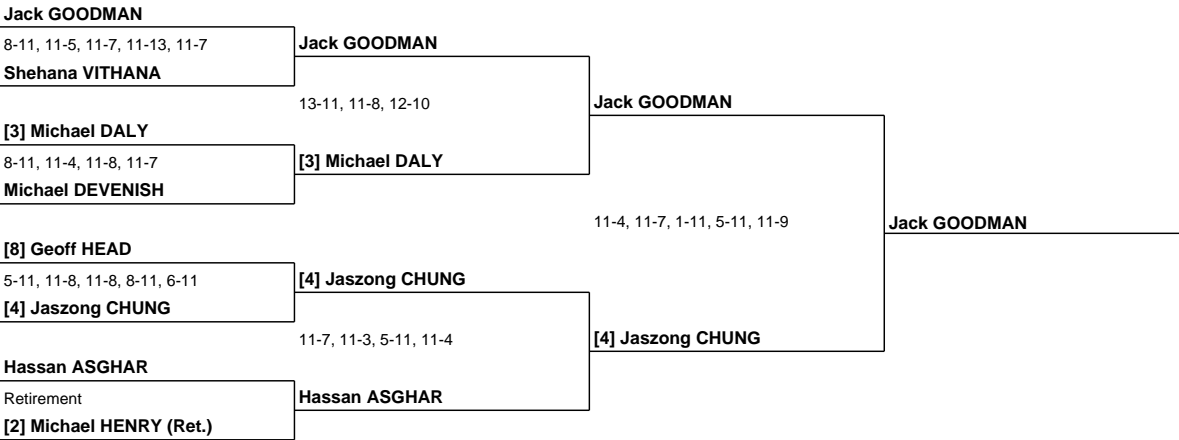 Jack GOODMAN
8-11, 11-5, 11-7, 11-13, 11-7
Shehana VITHANA
[3] Michael DALY
8-11, 11-4, 11-8, 11-7
Michael DEVENISH
[8] Geoff HEAD
5-11, 11-8, 11-8, 8-11, 6-11
[4] Jaszong CHUNG
Hassan ASGHAR
Retirement
[2] Michael HENRY (Ret.)
Jack GOODMAN
13-11, 11-8, 12-10
[3] Michael DALY
[4] Jaszong CHUNG
11-7, 11-3, 5-11, 11-4
Hassan ASGHAR
Jack GOODMAN
11-4, 11-7, 1-11, 5-11, 11-9
[4] Jaszong CHUNG
Jack GOODMAN